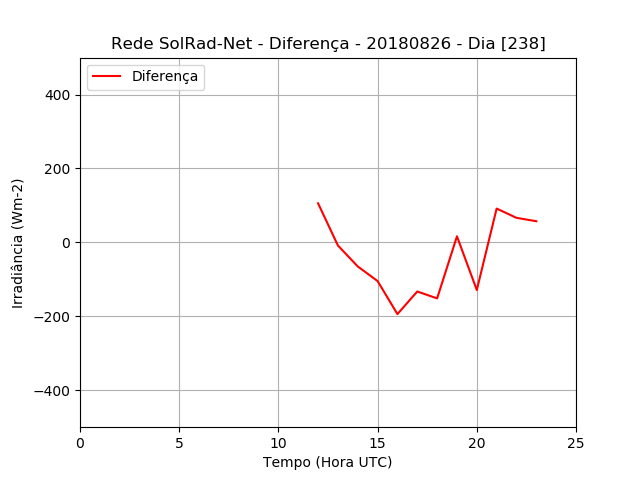 Rede SolRad-Net - Diferença - 20180826 - Dia [238]
Diferença
400
200
0
−200
−400
Irradiância (Wm-2)
0 5 10 15 20 25
Tempo (Hora UTC)